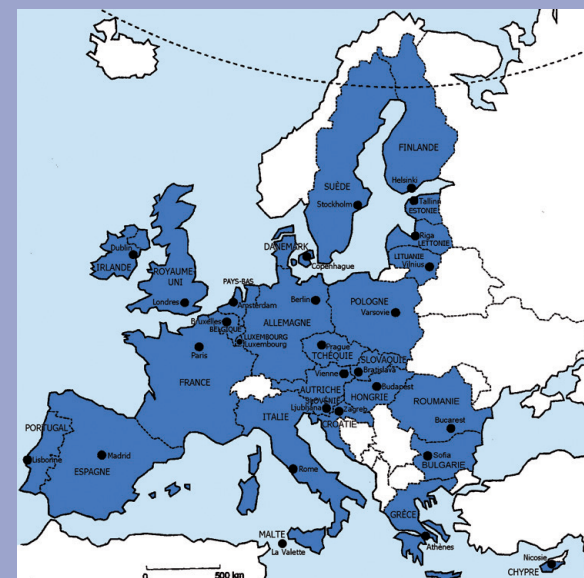 FINLANDE
Helsinki
SUÈDE
Stockholm
Tallinn
ESTONIE
Riga
LETTONIE
LITUANIE
Vilnius
DANEMARK
Copenhague
Dublin
IRLANDE
ROYAUME-
UNI
Londres
PAYS-BAS
Amsterdam
Berlin
POLOGNE
Varsovie
ALLEMAGNE
Bruxelles
BELGIQUE
LUXEMBOURG
Luxembourg
Paris
Prague
TCHÉQUIE
SLOVAQUIE
Bratislava
Vienne
AUTRICHE
Budapest
HONGRIE
FRANCE
SLOVÉNIE
Ljubljana
Zagreb
CROATIE
ROUMANIE
Bucarest
ITALIE
PORTUGAL
Lisbonne
Madrid
ESPAGNE
Rome
Sofia
BULGARIE
GRÈCE
Athènes
MALTE
La Valette
Nicosie
CHYPRE
0
500 km